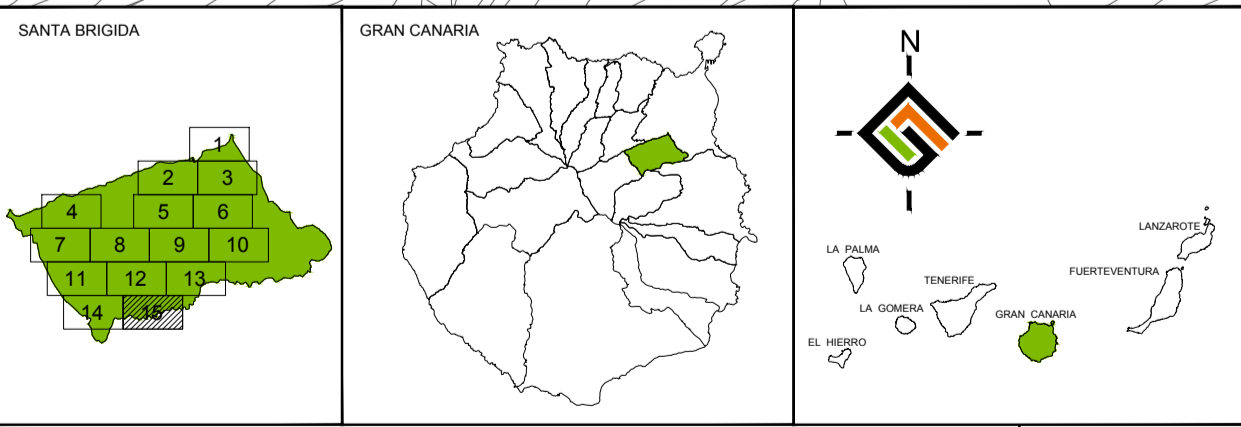 SANTA BRIGIDA
1
2 3
4 5 6
7 8 9 10
11 12 13
14 15
GRAN CANARIA
N
LANZAROTE
LA PALMA
FUERTEVENTURA
TENERIFE
LA GOMERA
GRAN CANARIA
EL HIERRO